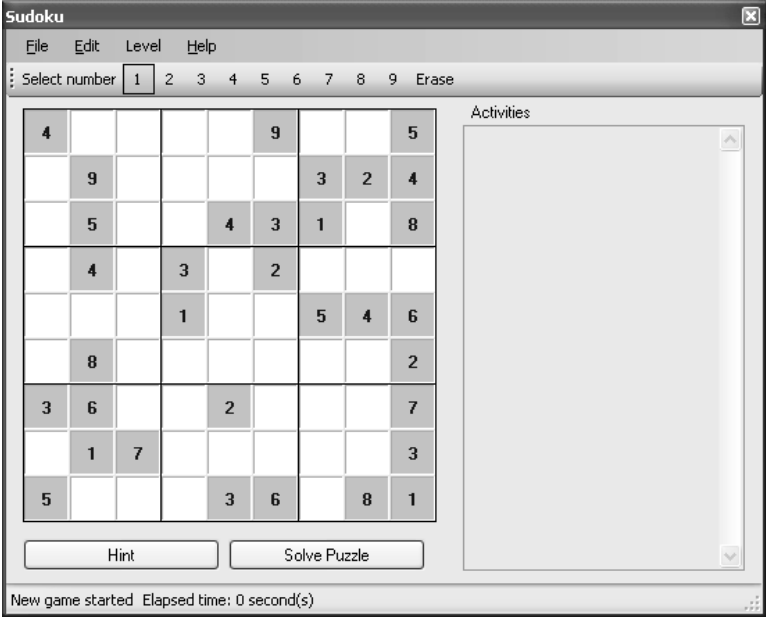 Sudoku
File Edit Level Help
Select number 1 2 3 4 5 6 7 8 9 Erase
Activities
4 9 5
9 3 2 4
5 4 3 1 8
4 3 2
1 5 4 6
8 2
3 6 2 7
1 7 3
5 3 6 8 1
Hint Solve Puzzle
New game started Elapsed time: 0 second(s)